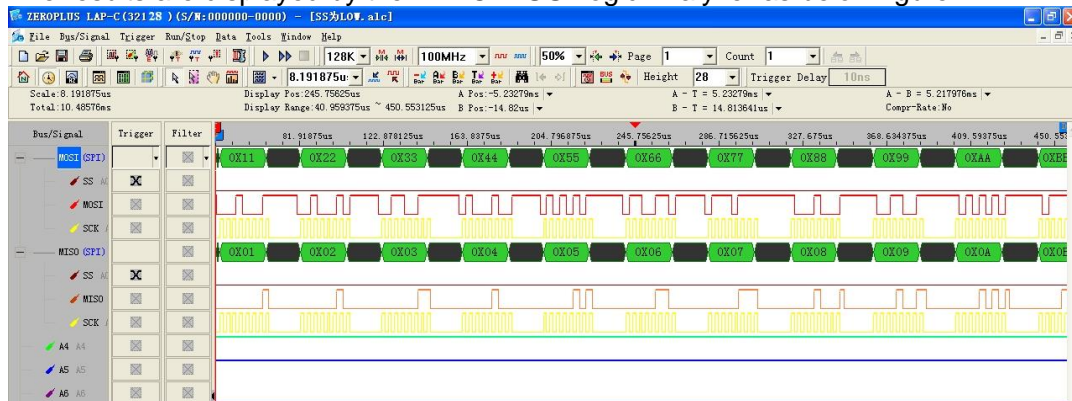 ZEROPLUS LAP-C(32128)(S/N:000000-0000) - [SS为LOW.alc]
File Bus/Signal Trigger Run/Stop Data Tools Window Help
128K 100MHz 50% Page 1 Count 1
8.191875us Height 28 Trigger Delay 10ns
Scale:8.191875us Display Pos:245.75625us A Pos:-5.23279ms A - T = 5.23279ms A - B = 5.217976ms
Total:10.48576ms Display Range:40.959375us ~ 450.553125us B Pos:-14.82us B - T = 14.813641us Compr-Rate:No
Bus/Signal Trigger Filter 81.91875us 122.878125us 163.8375us 204.796875us 245.75625us 286.715625us 327.675us 368.634375us 409.59375us 450.55
MOSI (SPI) 0X11 0X22 0X33 0X44 0X55 0X66 0X77 0X88 0X99 0XAA 0XBB
SS
MOSI
SCK
MISO (SPI) 0X01 0X02 0X03 0X04 0X05 0X06 0X07 0X08 0X09 0X0A
SS
MISO
SCK
A4 A4
A5 A5
A6 A6